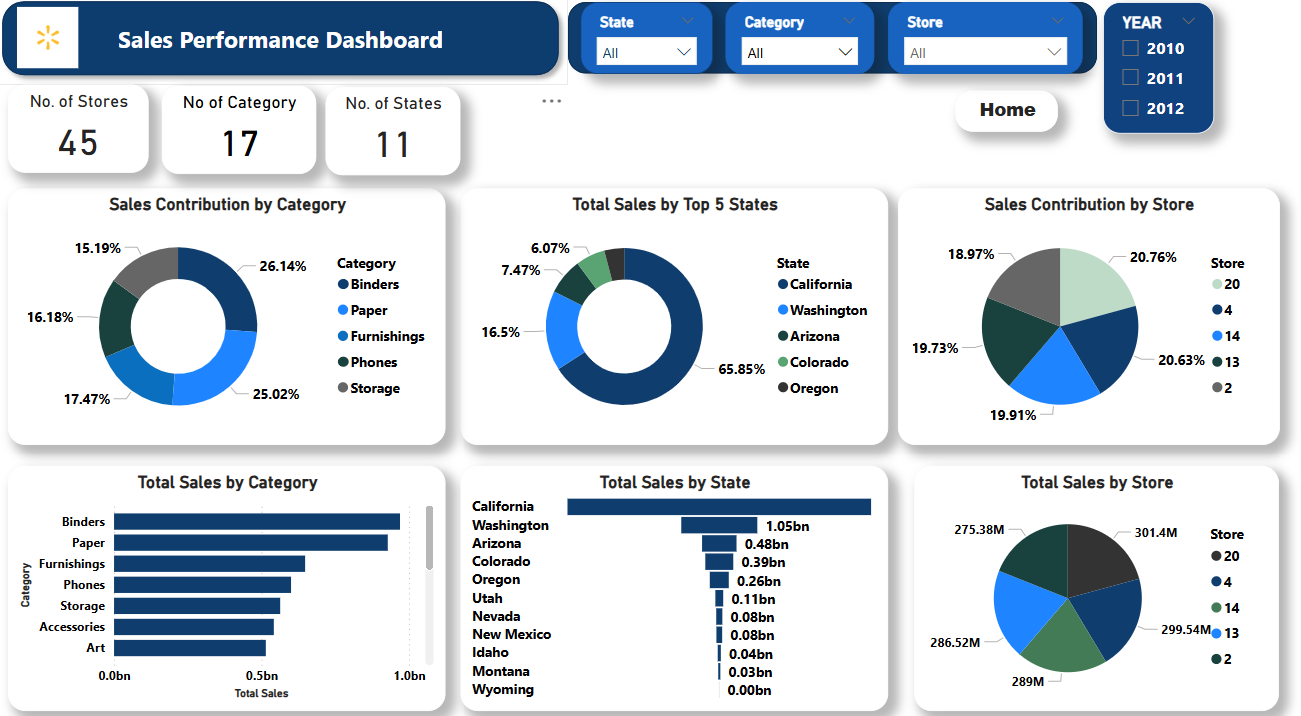 Sales Performance Dashboard
State
All
Category
All
Store
All
YEAR
2010
2011
2012
No. of Stores
45
No of Category
17
No. of States
11
Home
Sales Contribution by Category
15.19%
26.14%
16.18%
17.47%
25.02%
Category
Binders
Paper
Furnishings
Phones
Storage
Total Sales by Top 5 States
6.07%
7.47%
16.5%
65.85%
State
California
Washington
Arizona
Colorado
Oregon
Sales Contribution by Store
18.97%
20.76%
19.73%
20.63%
19.91%
Store
20
4
14
13
2
Total Sales by Category
Category
Binders
Paper
Furnishings
Phones
Storage
Accessories
Art
0.0bn 0.5bn 1.0bn
Total Sales
Total Sales by State
California
Washington 1.05bn
Arizona 0.48bn
Colorado 0.39bn
Oregon 0.26bn
Utah 0.11bn
Nevada 0.08bn
New Mexico 0.08bn
Idaho 0.04bn
Montana 0.03bn
Wyoming 0.00bn
Total Sales by Store
275.38M
301.4M
286.52M
299.54M
289M
Store
20
4
14
13
2